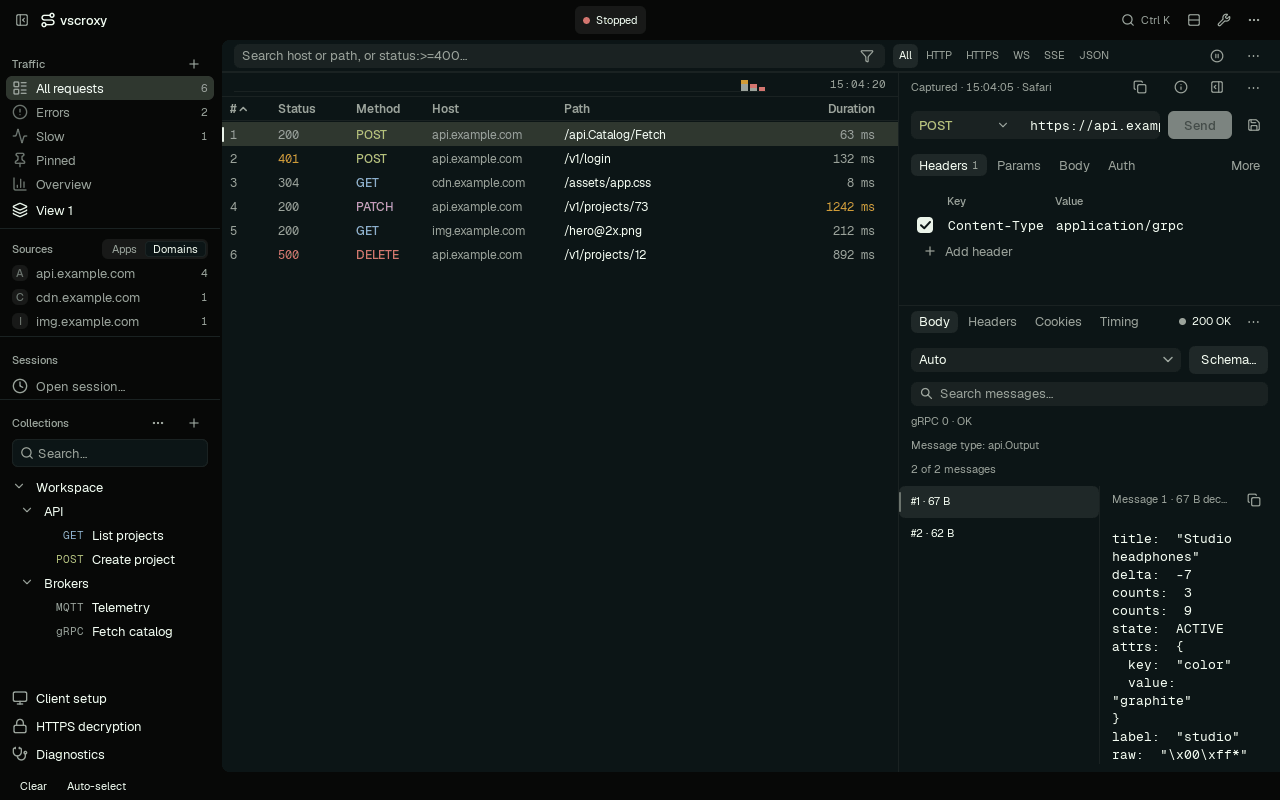 vscroxy
Stopped
Ctrl K
Traffic
All requests 6
Errors 2
Slow 1
Pinned
Overview
View 1
Sources Apps Domains
A api.example.com 4
C cdn.example.com 1
I img.example.com 1
Sessions
Open session...
Collections
Search...
Workspace
API
GET List projects
POST Create project
Brokers
MQTT Telemetry
gRPC Fetch catalog
Client setup
HTTPS decryption
Diagnostics
Clear Auto-select
Search host or path, or status:>=400...
All HTTP HTTPS WS SSE JSON
15:04:20
# Status Method Host Path Duration
1 200 POST api.example.com /api.Catalog/Fetch 63 ms
2 401 POST api.example.com /v1/login 132 ms
3 304 GET cdn.example.com /assets/app.css 8 ms
4 200 PATCH api.example.com /v1/projects/73 1242 ms
5 200 GET img.example.com /hero@2x.png 212 ms
6 500 DELETE api.example.com /v1/projects/12 892 ms
Captured · 15:04:05 · Safari
POST https://api.examp Send
Headers 1 Params Body Auth More
Key Value
Content-Type application/grpc
Add header
Body Headers Cookies Timing 200 OK
Auto Schema...
Search messages...
gRPC 0 · OK
Message type: api.Output
2 of 2 messages
#1 · 67 B
#2 · 62 B
Message 1 · 67 B dec...
title: "Studio
headphones"
delta: -7
counts: 3
counts: 9
state: ACTIVE
attrs: {
key: "color"
value:
"graphite"
}
label: "studio"
raw: "\x00\xff*"